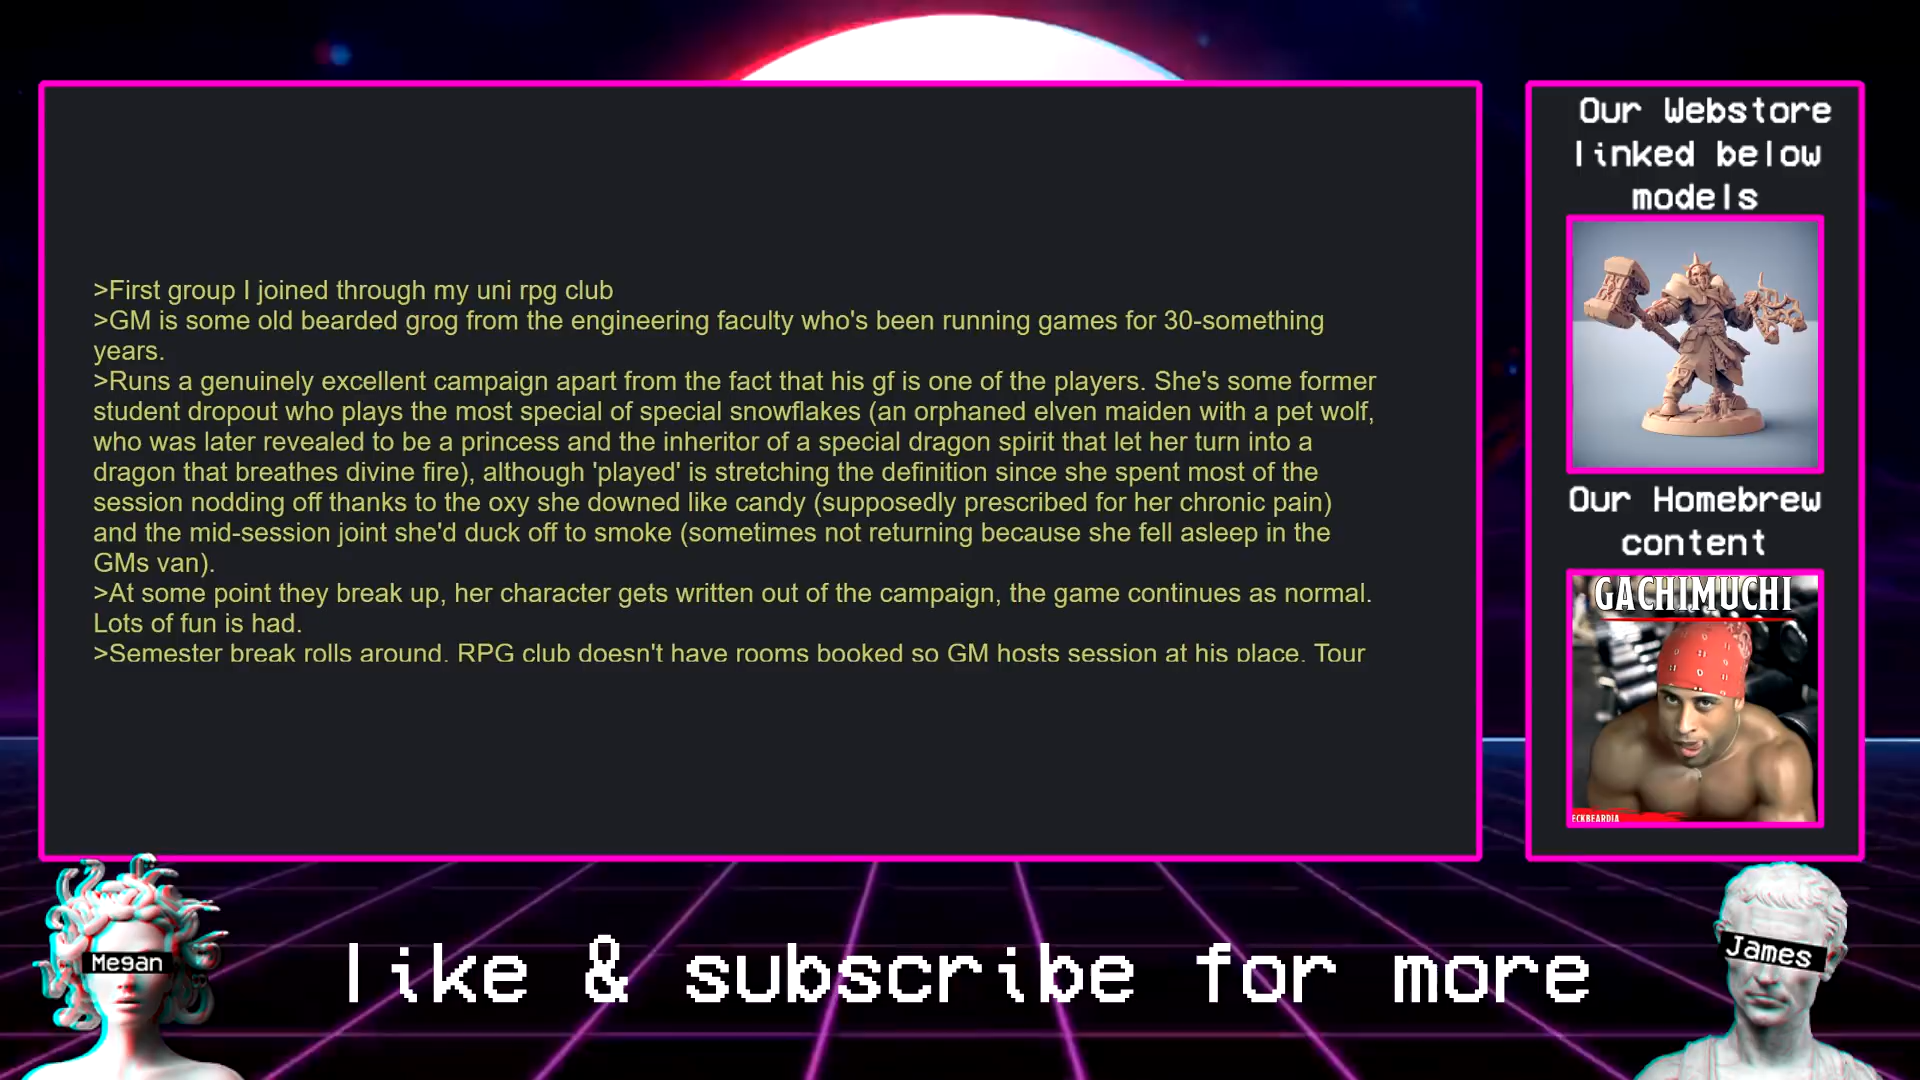 Our Webstore
linked below
models
>First group I joined through my uni rpg club
>GM is some old bearded grog from the engineering faculty who's been running games for 30-something
years.
>Runs a genuinely excellent campaign apart from the fact that his gf is one of the players. She's some former
student dropout who plays the most special of special snowflakes (an orphaned elven maiden with a pet wolf,
who was later revealed to be a princess and the inheritor of a special dragon spirit that let her turn into a
dragon that breathes divine fire), although 'played' is stretching the definition since she spent most of the
session nodding off thanks to the oxy she downed like candy (supposedly prescribed for her chronic pain)
and the mid-session joint she'd duck off to smoke (sometimes not returning because she fell asleep in the
GMs van).
>At some point they break up, her character gets written out of the campaign, the game continues as normal.
Lots of fun is had.
>Semester break rolls around. RPG club doesn't have rooms booked so GM hosts session at his place. Tour
Our Homebrew
content
GACHIMUCHI
ECKBEARDIA
Megan
James
like & subscribe for more